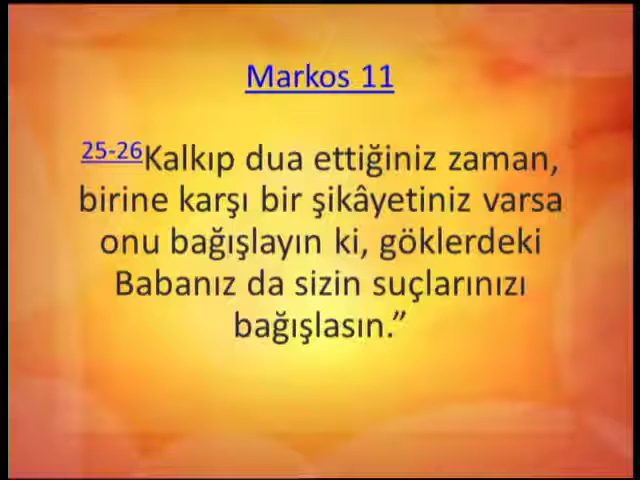 Markos 11
25-26Kalkıp dua ettiğiniz zaman,
birine karşı bir şikâyetiniz varsa
onu bağışlayın ki, göklerdeki
Babanız da sizin suçlarınızı
bağışlasın.”